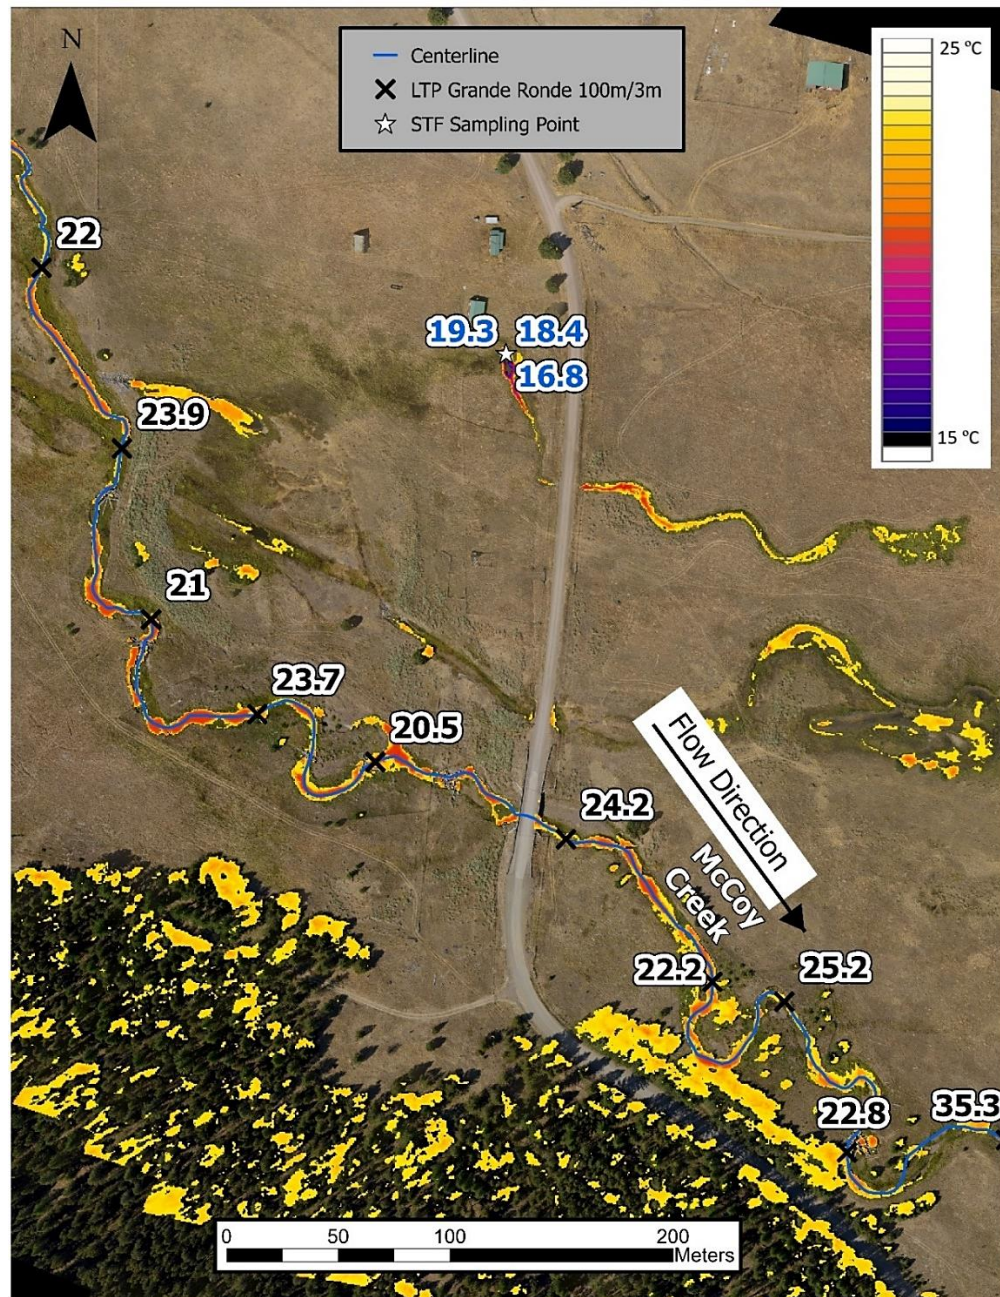 N
Centerline
LTP Grande Ronde 100m/3m
STF Sampling Point
25 ºC
15 ºC
22
19.3 18.4
16.8
23.9
21
23.7
20.5
24.2
Flow Direction
McCoy
Creek
22.2
25.2
22.8
35.3
0 50 100 200
Meters